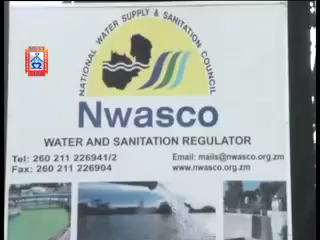 NATIONAL WATER SUPPLY & SANITATION COUNCIL
Nwasco
WATER AND SANITATION REGULATOR
Tel: 260 211 226941/2
Email: mails@nwasco.org.zm
Fax: 260 211 226904
www.nwasco.org.zm